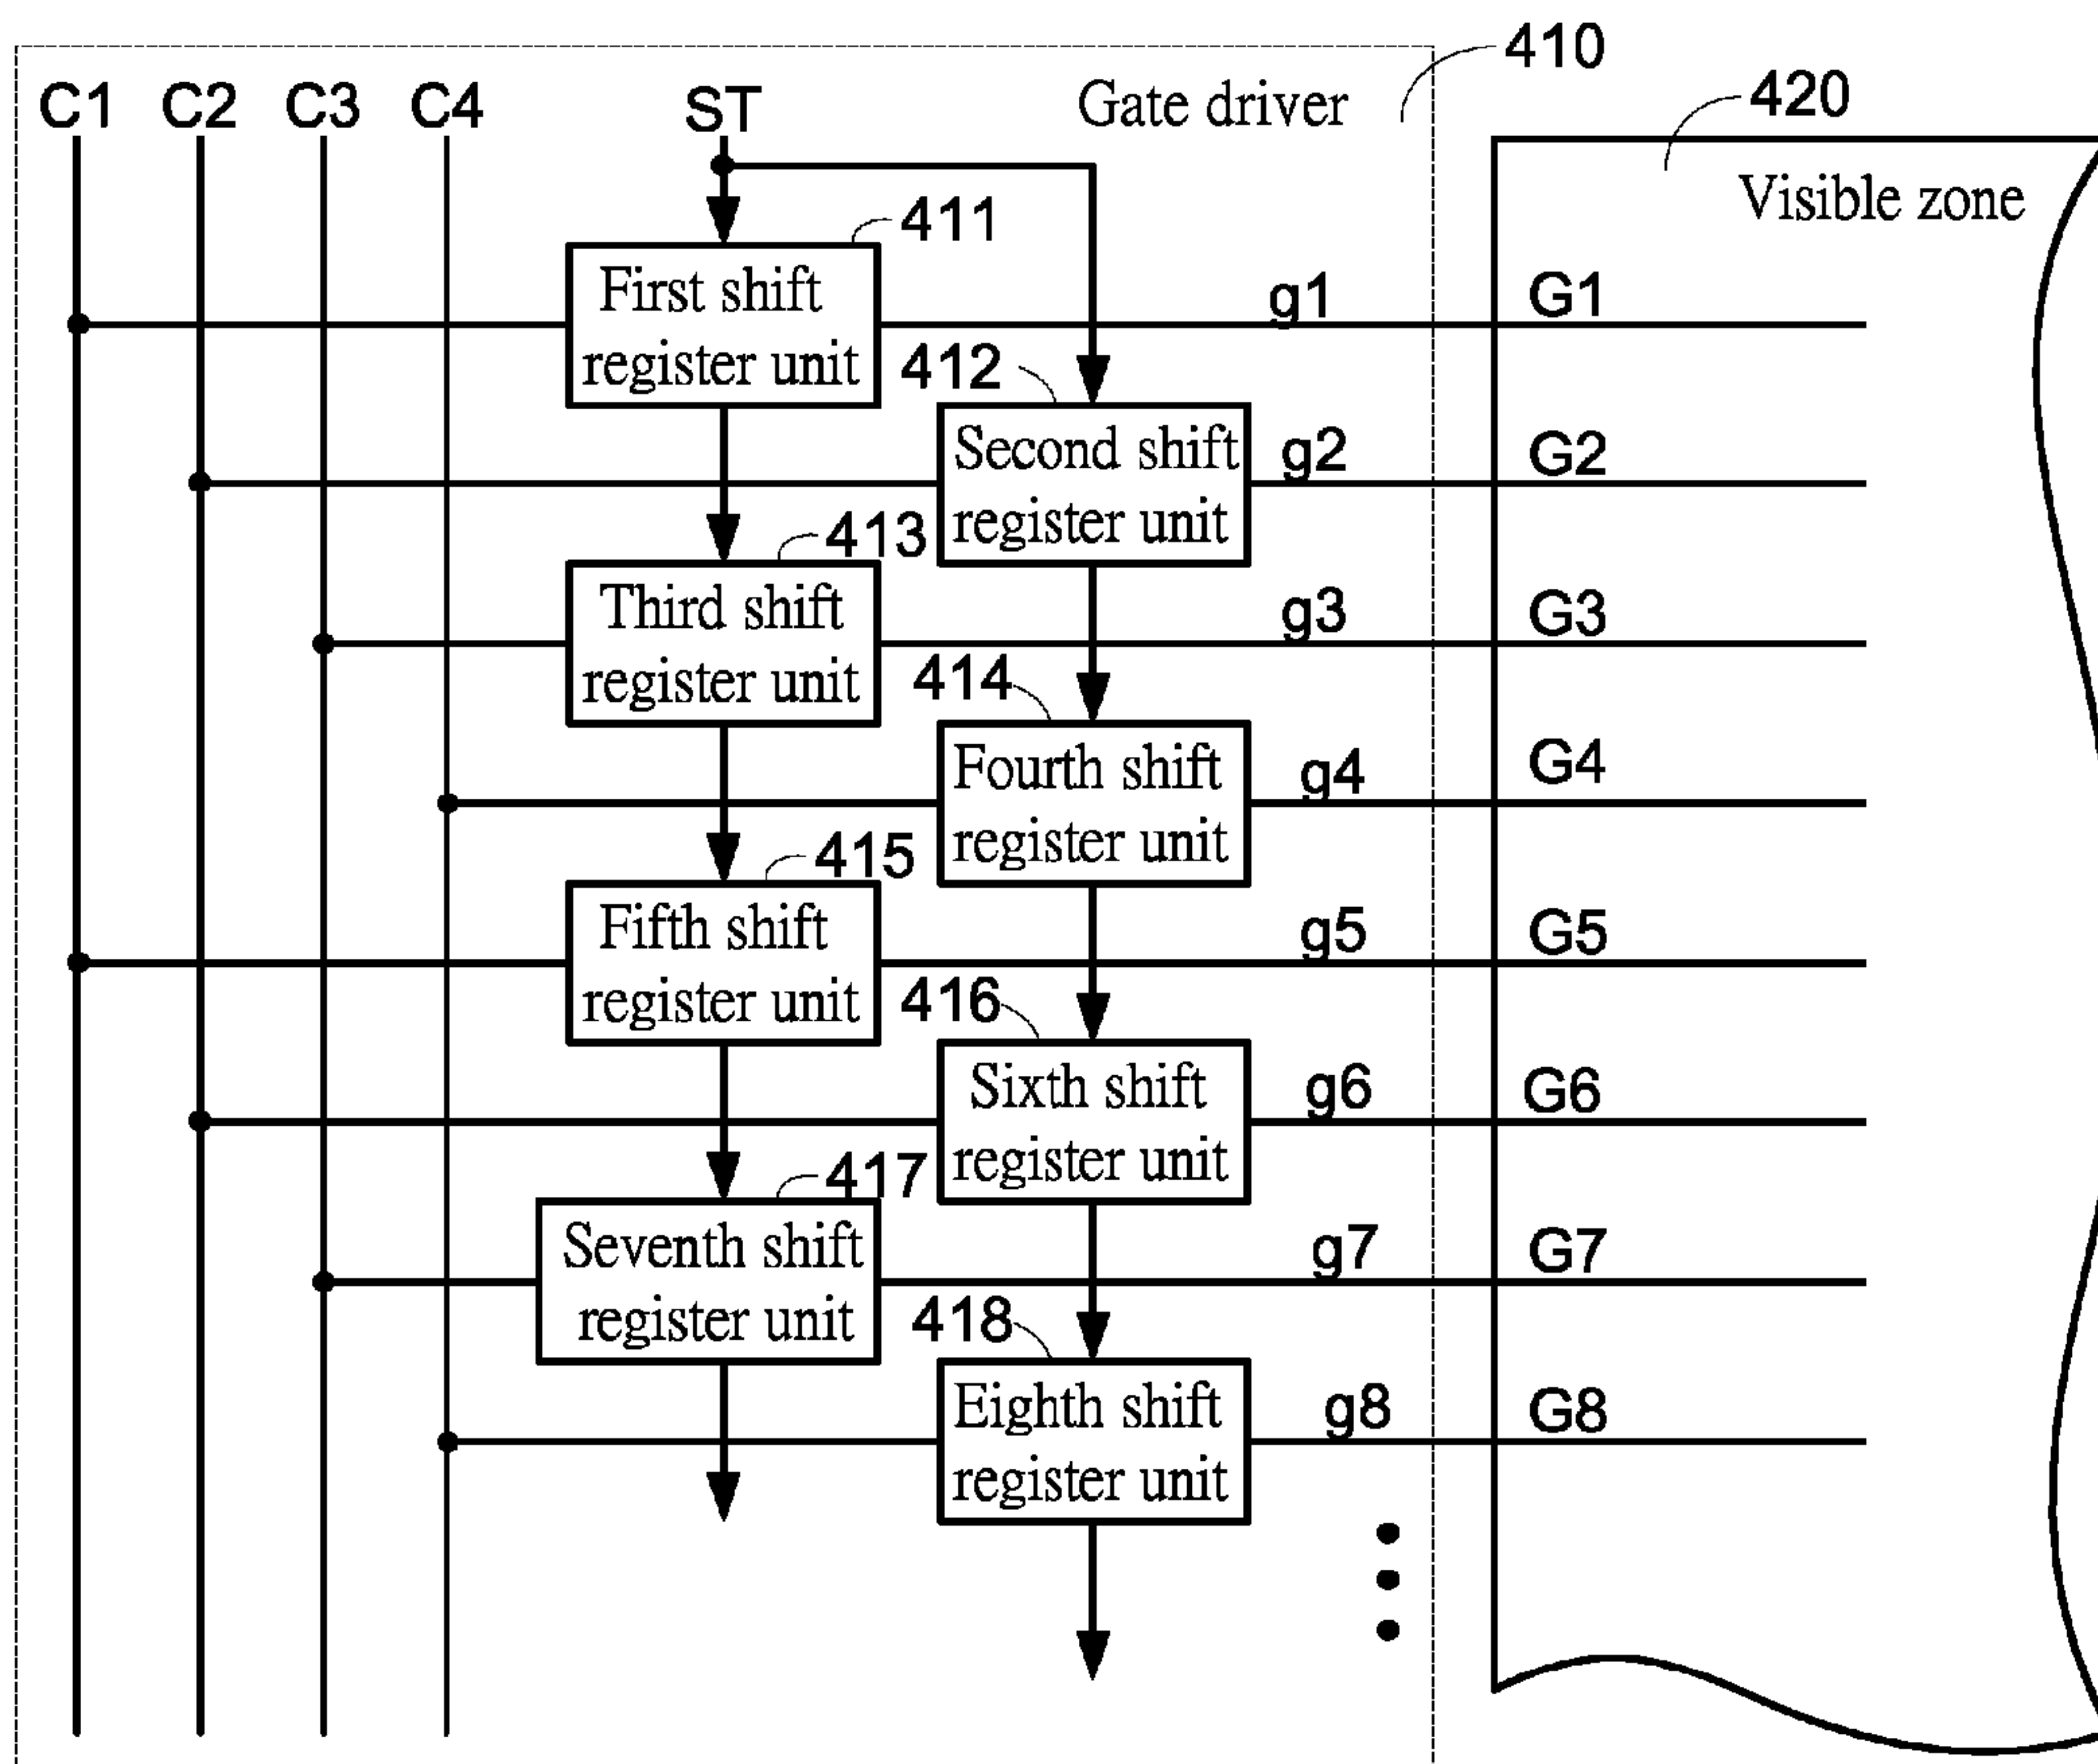 410
C1 C2 C3 C4 ST Gate driver
420
Visible zone
411
First shift
register unit
g1 G1
412
Second shift
register unit
g2 G2
413
Third shift
register unit
g3 G3
414
Fourth shift
register unit
g4 G4
415
Fifth shift
register unit
g5 G5
416
Sixth shift
register unit
g6 G6
417
Seventh shift
register unit
g7 G7
418
Eighth shift
register unit
g8 G8